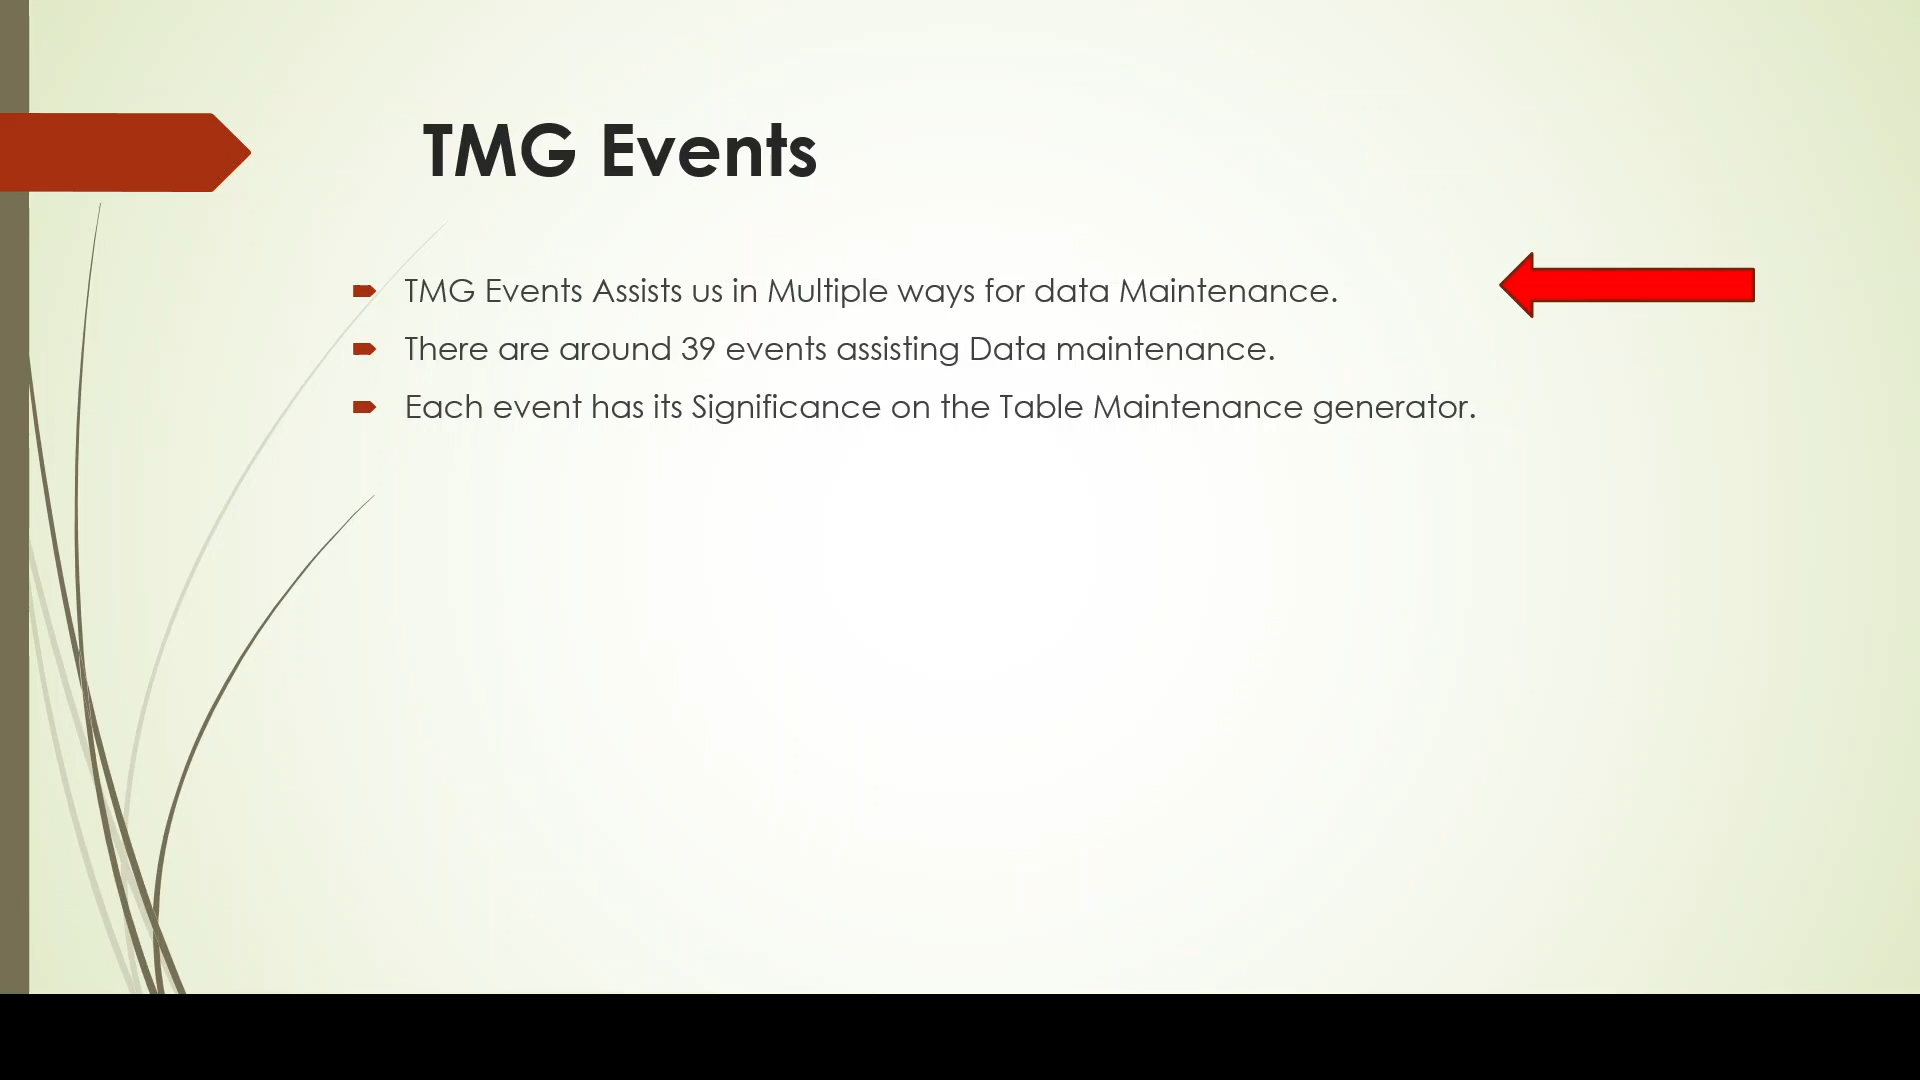 TMG Events
TMG Events Assists us in Multiple ways for data Maintenance.
There are around 39 events assisting Data maintenance.
Each event has its Significance on the Table Maintenance generator.